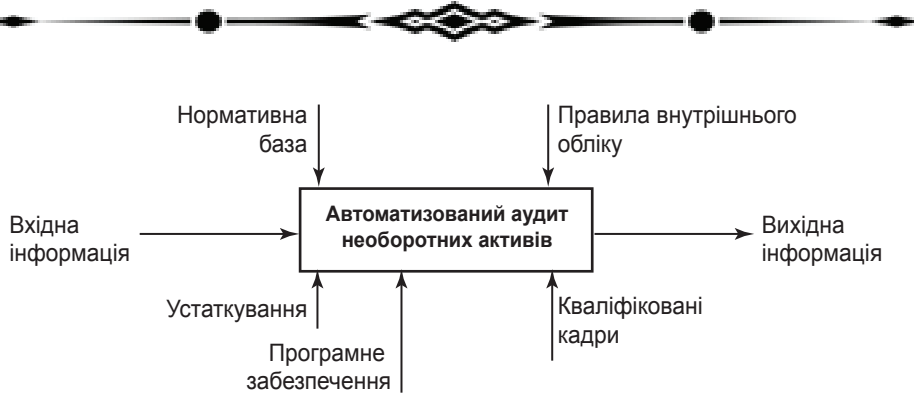 Нормативна
база
Правила внутрішнього
обліку
Вхідна
інформація
Автоматизований аудит
необоротних активів
Вихідна
інформація
Устаткування
Програмне
забезпечення
Кваліфіковані
кадри